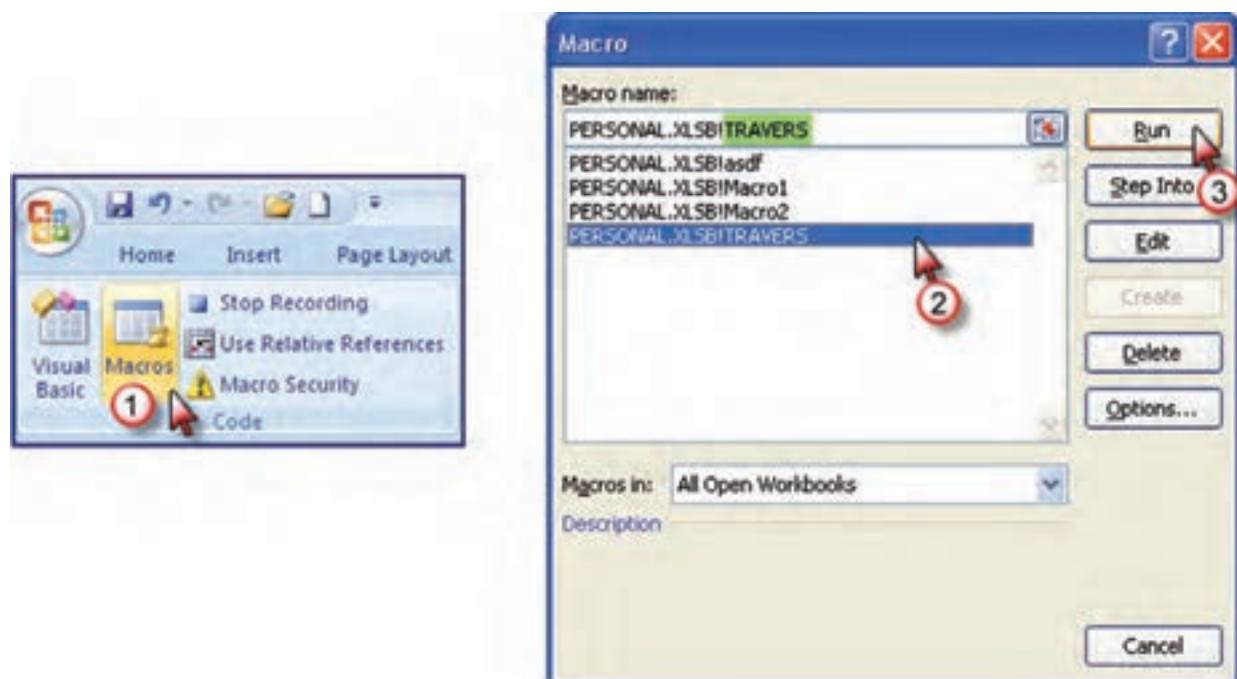 Home Insert Page Layout
Visual Basic
Macros
Stop Recording
Use Relative References
Macro Security
Code
1
Macro
Macro name:
PERSONAL.XLSB!TRAVERS
PERSONAL.XLSB!asdf
PERSONAL.XLSB!Macro1
PERSONAL.XLSB!Macro2
PERSONAL.XLSB!TRAVERS
2
Run
3
Step Into
Edit
Create
Delete
Options...
Macros in: All Open Workbooks
Description
Cancel